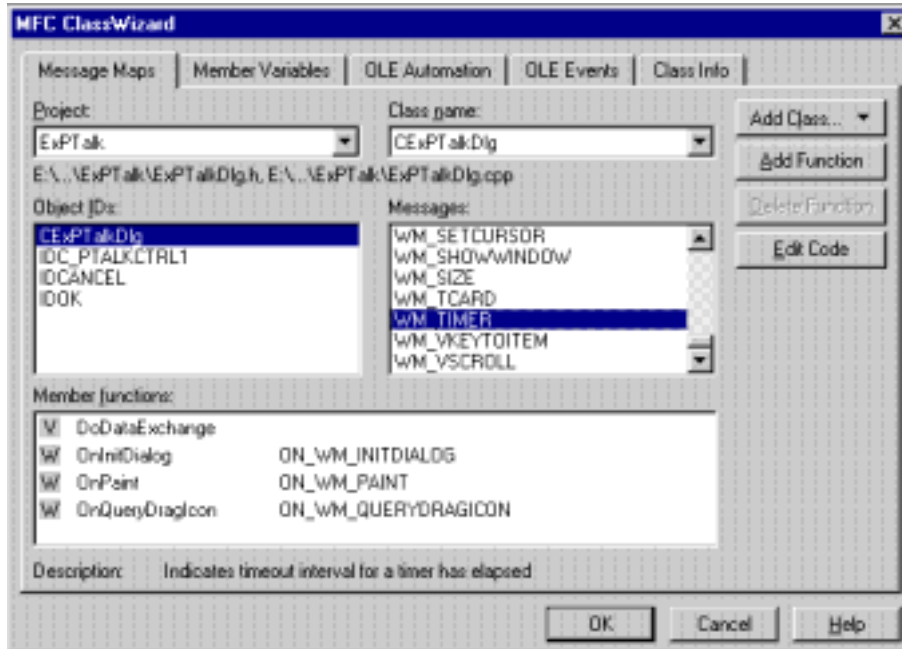 MFC ClassWizard
Message Maps Member Variables OLE Automation OLE Events Class Info
Project: Class name:
ExPTalk CExPTalkDlg
E:\...\ExPTalk\ExPTalkDlg.h, E:\...\ExPTalk\ExPTalkDlg.cpp
Object IDs: Messages:
CExPTalkDlg
IDC_PTALKCTRL1
IDCANCEL
IDOK
WM_SETCURSOR
WM_SHOWWINDOW
WM_SIZE
WM_TCARD
WM_TIMER
WM_VKEYTOITEM
WM_VSCROLL
Add Class...
Add Function
Delete Function
Edit Code
Member functions:
V DoDataExchange
W OnInitDialog ON_WM_INITDIALOG
W OnPaint ON_WM_PAINT
W OnQueryDragIcon ON_WM_QUERYDRAGICON
Description: Indicates timeout interval for a timer has elapsed
OK Cancel Help